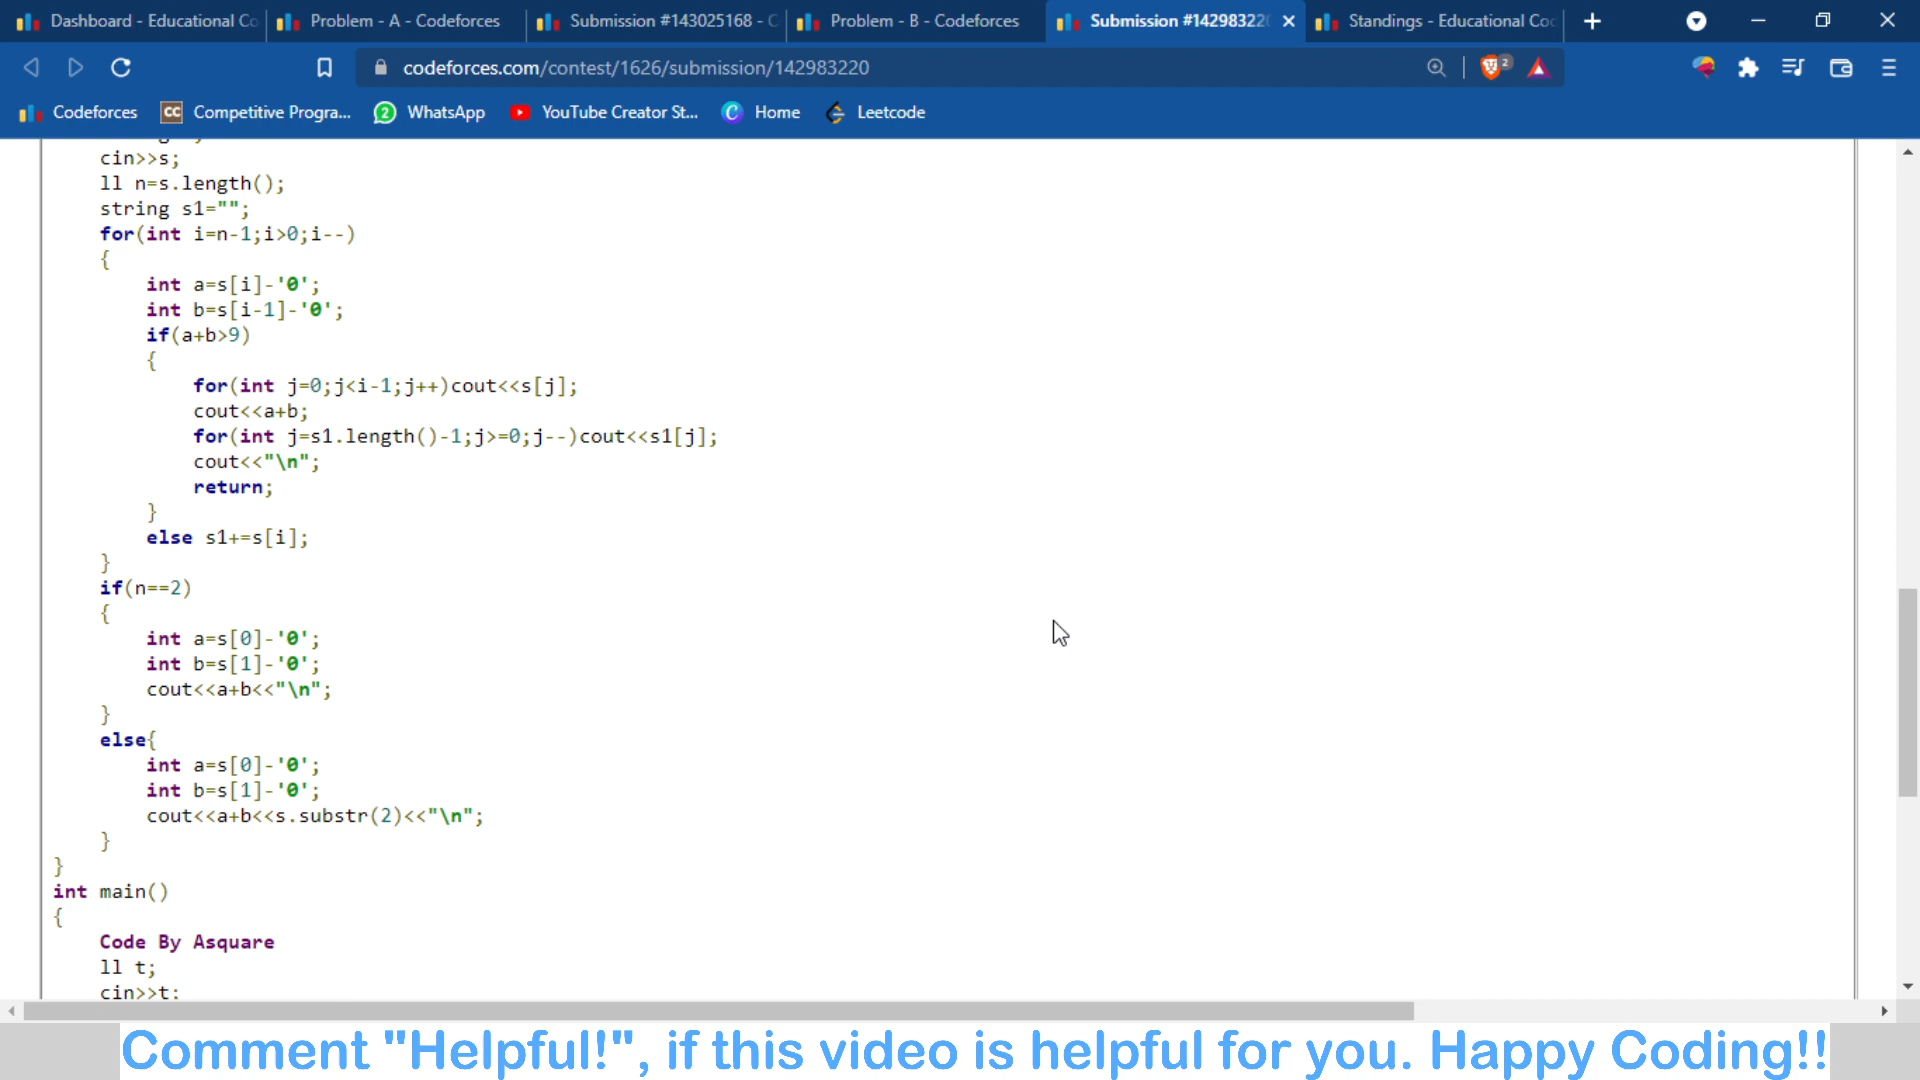 Dashboard - Educational Co
Problem - A - Codeforces
Submission #143025168 - C
Problem - B - Codeforces
Submission #142983220
Standings - Educational Co
codeforces.com/contest/1626/submission/142983220
2
Codeforces
CC Competitive Progra...
2 WhatsApp
YouTube Creator St...
Home
Leetcode
cin>>s;
ll n=s.length();
string s1="";
for(int i=n-1;i>0;i--)
{
int a=s[i]-'0';
int b=s[i-1]-'0';
if(a+b>9)
{
for(int j=0;j<i-1;j++)cout<<s[j];
cout<<a+b;
for(int j=s1.length()-1;j>=0;j--)cout<<s1[j];
cout<<"\n";
return;
}
else s1+=s[i];
}
if(n==2)
{
int a=s[0]-'0';
int b=s[1]-'0';
cout<<a+b<<"\n";
}
else{
int a=s[0]-'0';
int b=s[1]-'0';
cout<<a+b<<s.substr(2)<<"\n";
}
}
int main()
{
Code By Asquare
ll t;
cin>>t;
Comment "Helpful!", if this video is helpful for you. Happy Coding!!